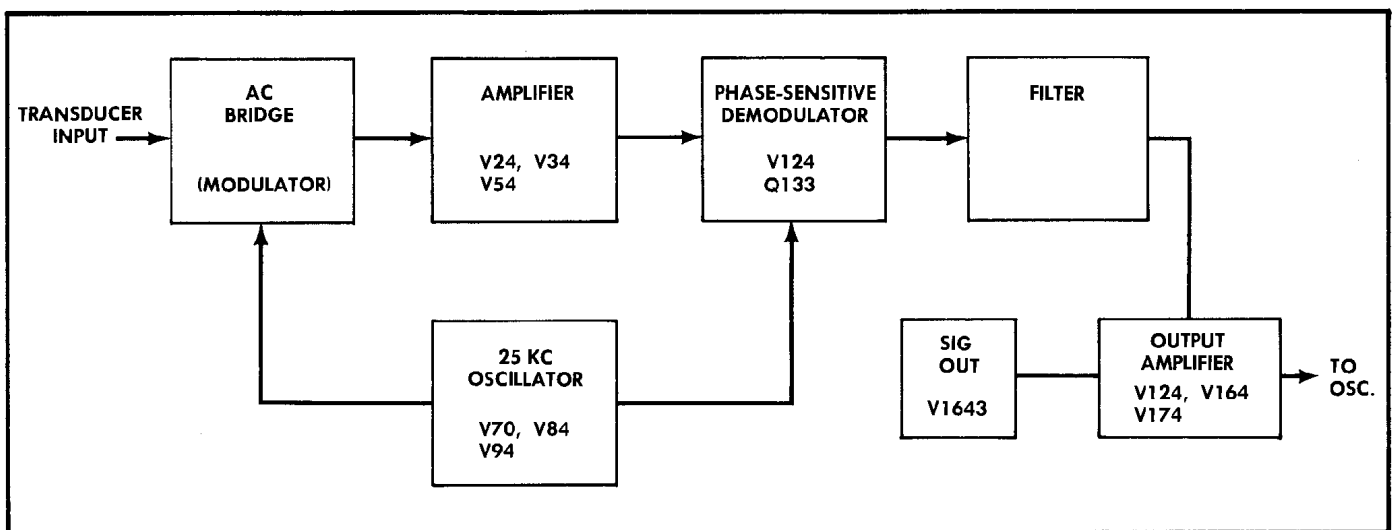 TRANSDUCER
INPUT
AC
BRIDGE
(MODULATOR)
AMPLIFIER
V24, V34
V54
PHASE-SENSITIVE
DEMODULATOR
V124
Q133
FILTER
25 KC
OSCILLATOR
V70, V84
V94
SIG
OUT
V1643
OUTPUT
AMPLIFIER
V124, V164
V174
TO
OSC.